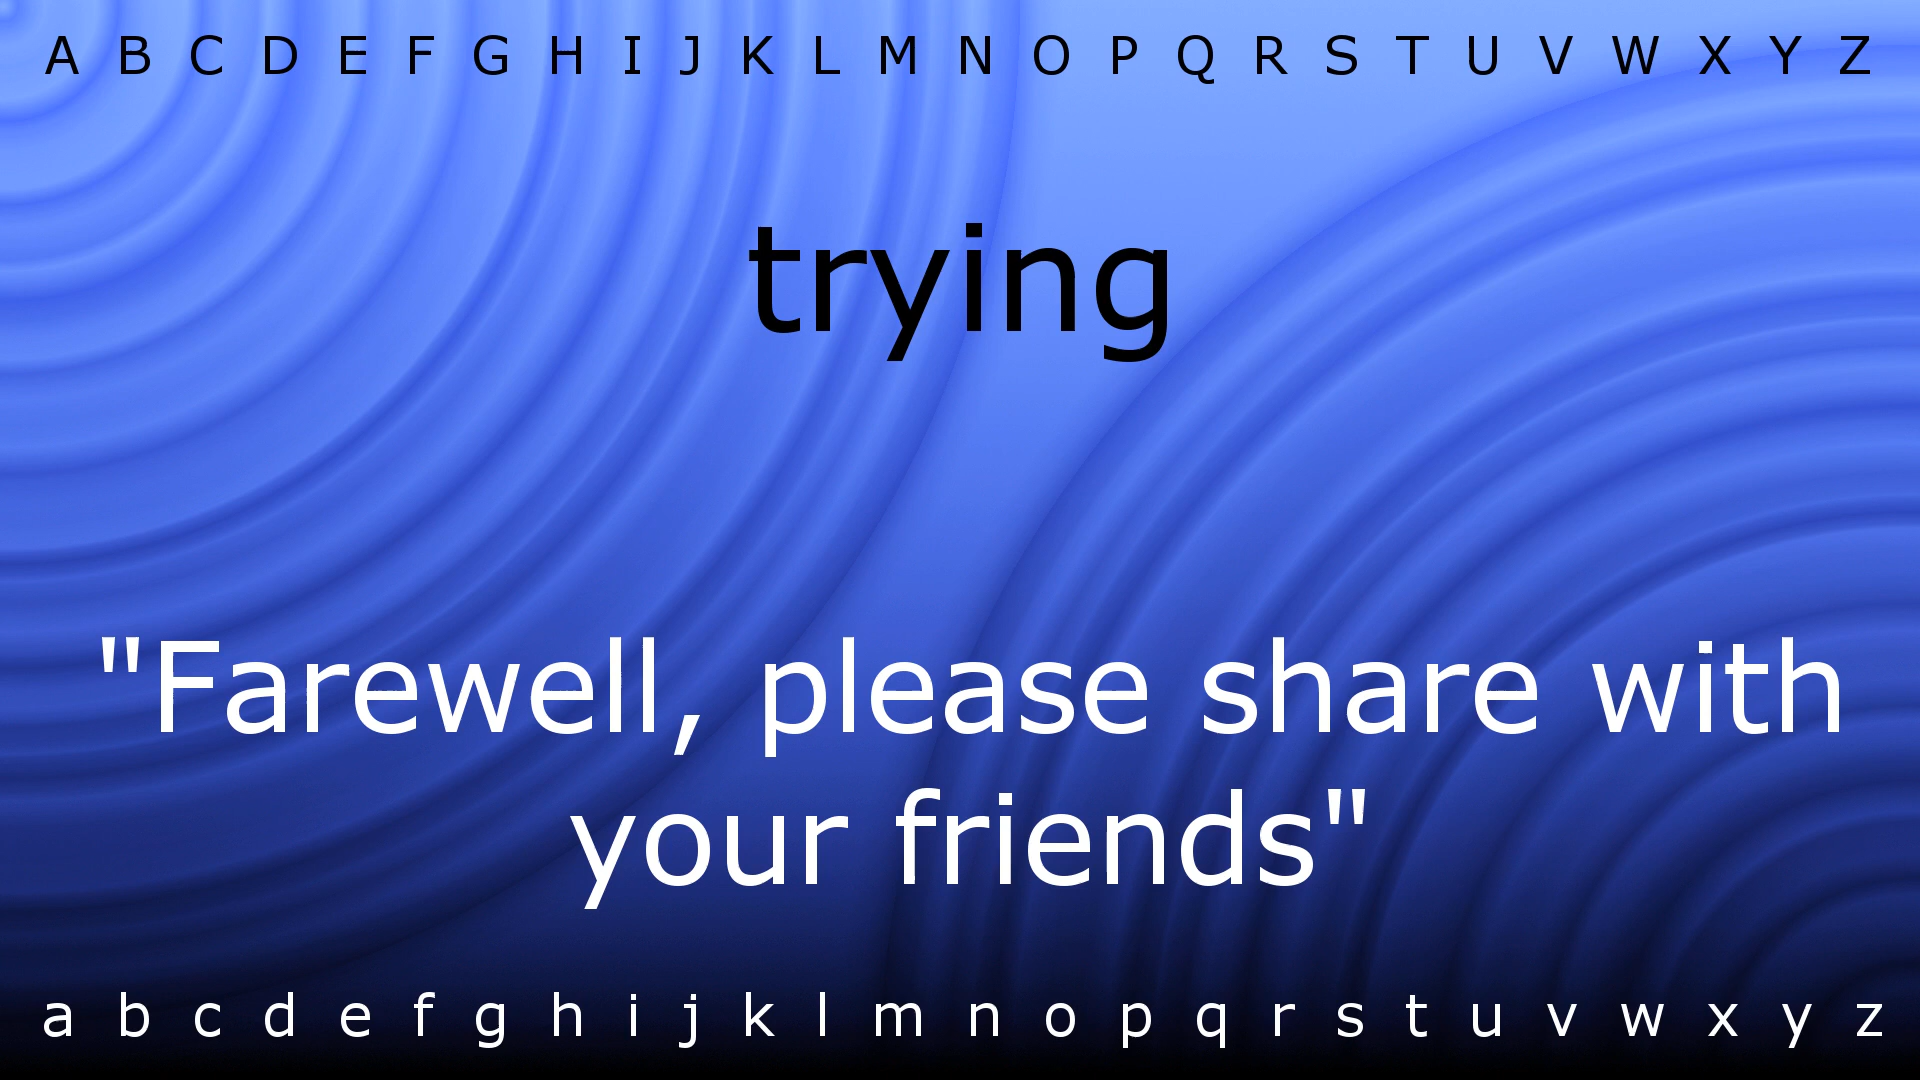 A B C D E F G H I J K L M N O P Q R S T U V W X Y Z
trying
"Farewell, please share with
your friends"
a b c d e f g h i j k l m n o p q r s t u v w x y z